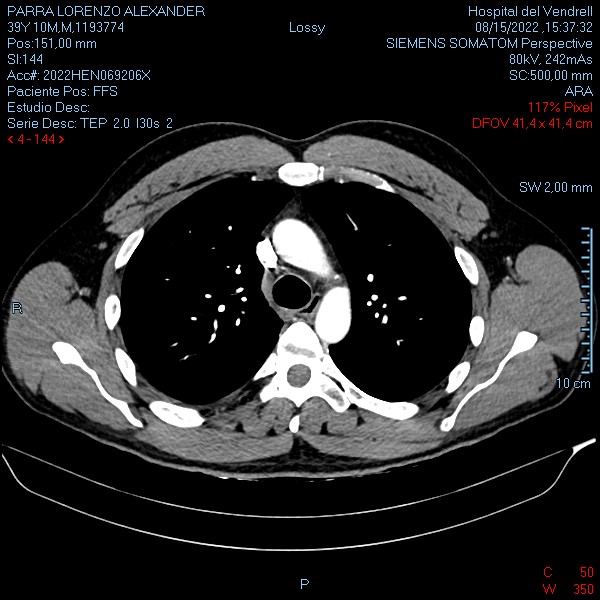 PARRA LORENZO ALEXANDER
39Y 10M,M,1193774
Pos:151,00 mm
SI:144
Acc#: 2022HEN069206X
Paciente Pos: FFS
Estudio Desc:
Serie Desc: TEP 2.0 I30s 2
< 4 - 144 >
Lossy
Hospital del Vendrell
08/15/2022 ,15:37:32
SIEMENS SOMATOM Perspective
80kV, 242mAs
SC:500,00 mm
ARA
117% Pixel
DFOV 41,4 x 41,4 cm
SW 2,00 mm
R
10 cm
P
C 50
W 350